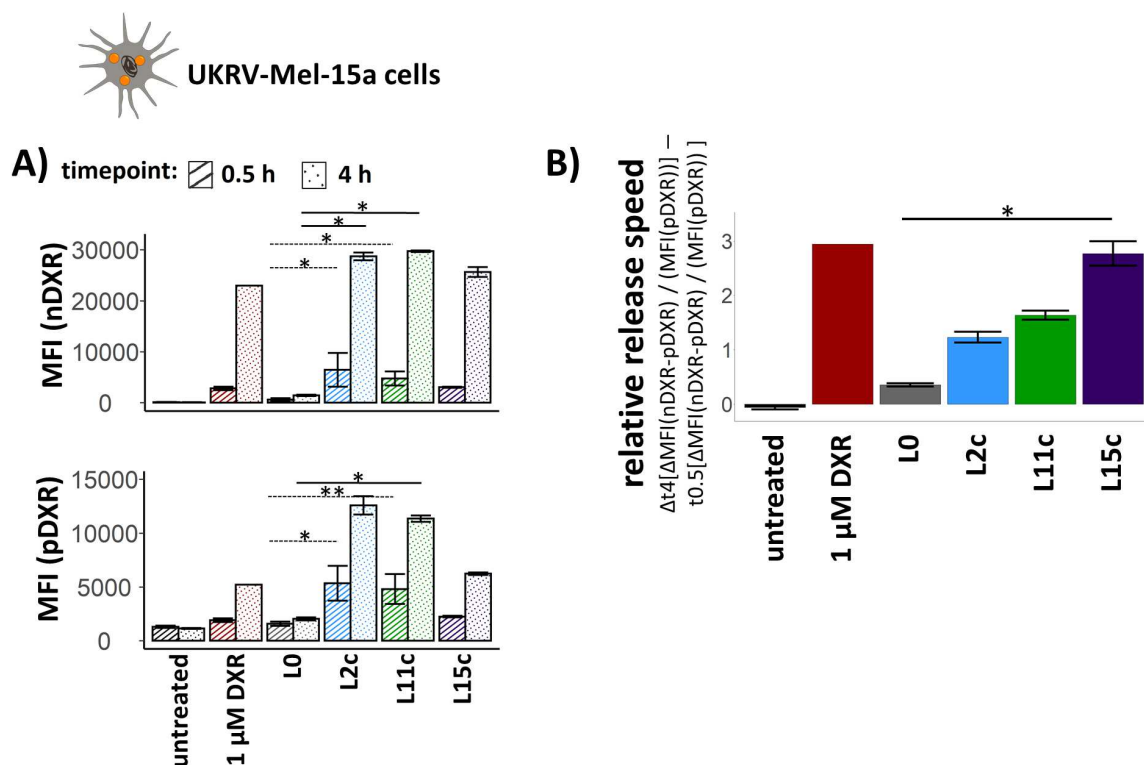 UKRV-Mel-15a cells
A)
timepoint: 0.5 h 4 h
MFI (nDXR)
30000
20000
10000
0
*
*
*
*
MFI (pDXR)
15000
10000
5000
0
*
**
*
untreated
1 µM DXR
L0
L2c
L11c
L15c
B)
relative release speed
Δt4[ΔMFI(nDXR-pDXR) / (MFI(pDXR))] –
t0.5[ΔMFI(nDXR-pDXR) / (MFI(pDXR)) ]
3
2
1
0
*
untreated
1 µM DXR
L0
L2c
L11c
L15c